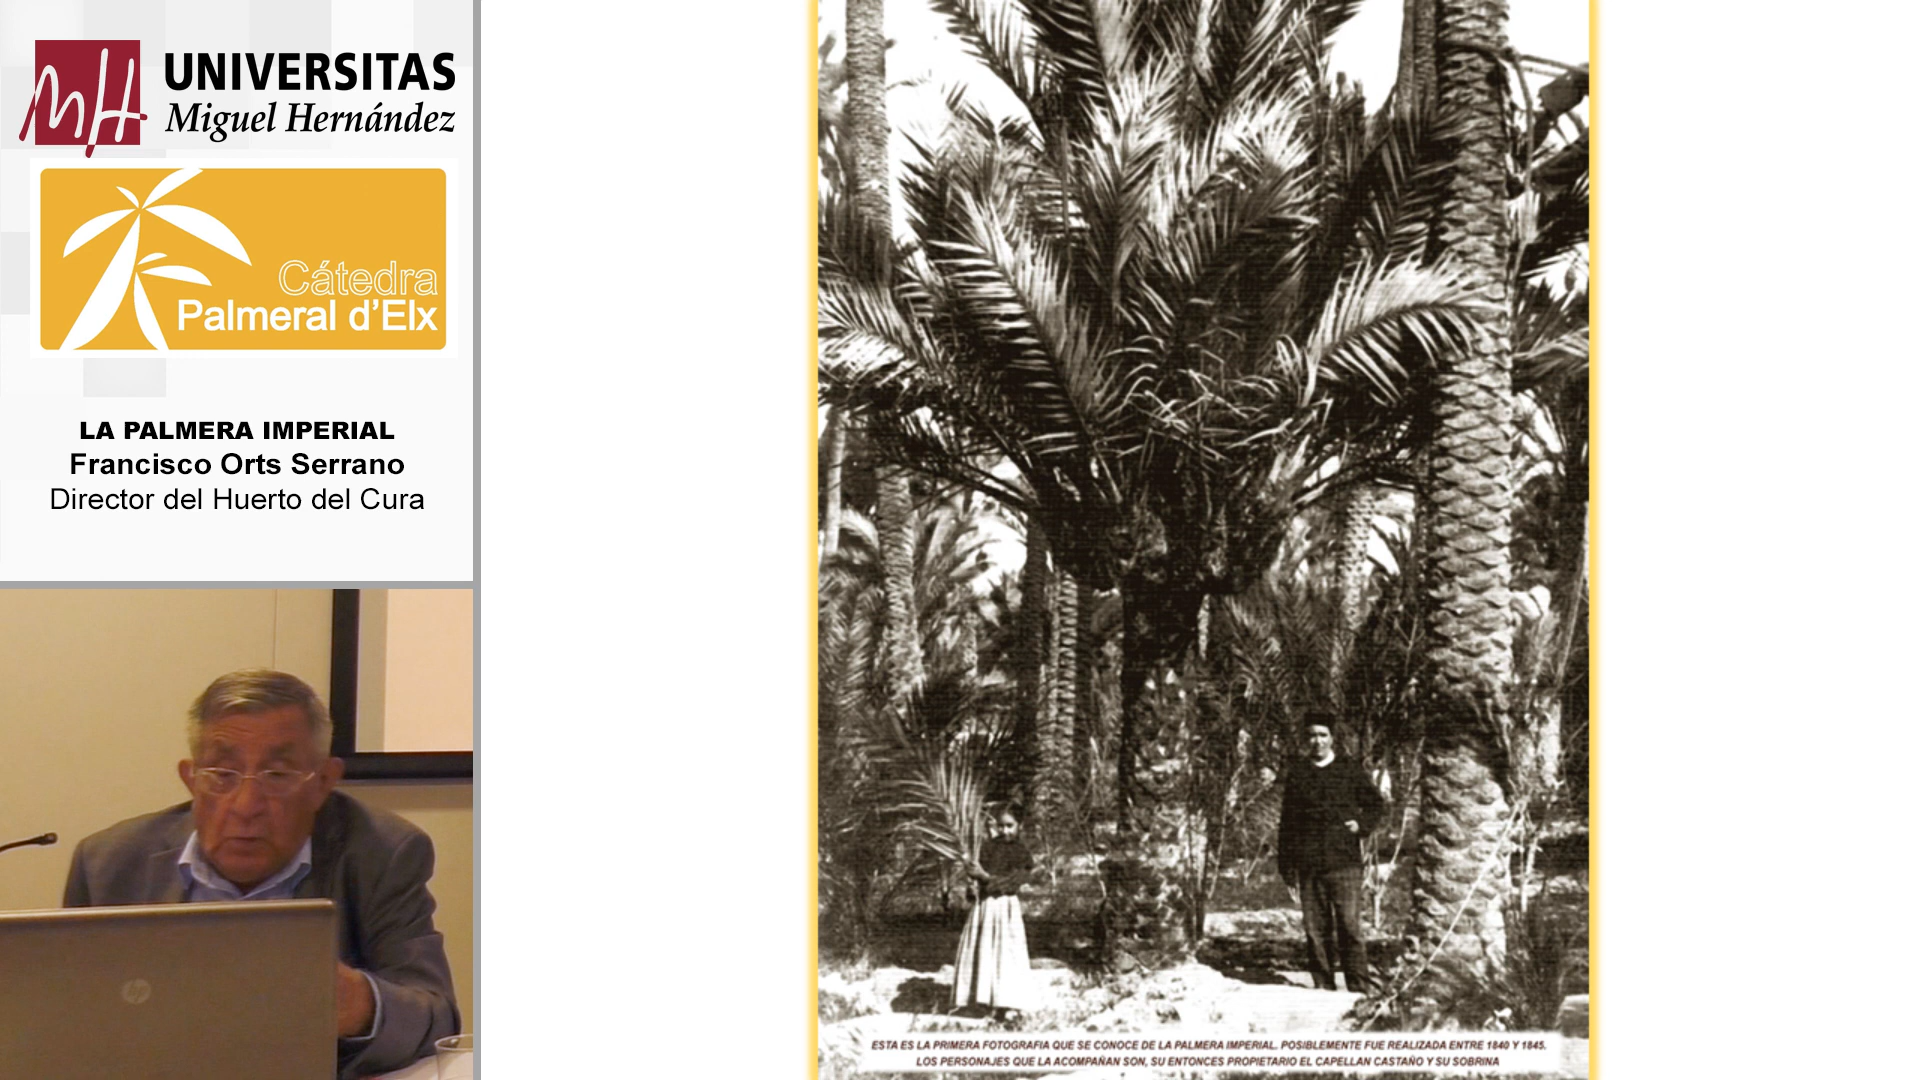 UNIVERSITAS
Miguel Hernández
Cátedra
Palmeral d'Elx
LA PALMERA IMPERIAL
Francisco Orts Serrano
Director del Huerto del Cura
hp
ESTA ES LA PRIMERA FOTOGRAFIA QUE SE CONOCE DE LA PALMERA IMPERIAL. POSIBLEMENTE FUE REALIZADA ENTRE 1840 Y 1845.
LOS PERSONAJES QUE LA ACOMPAÑAN SON, SU ENTONCES PROPIETARIO EL CAPELLAN CASTAÑO Y SU SOBRINA